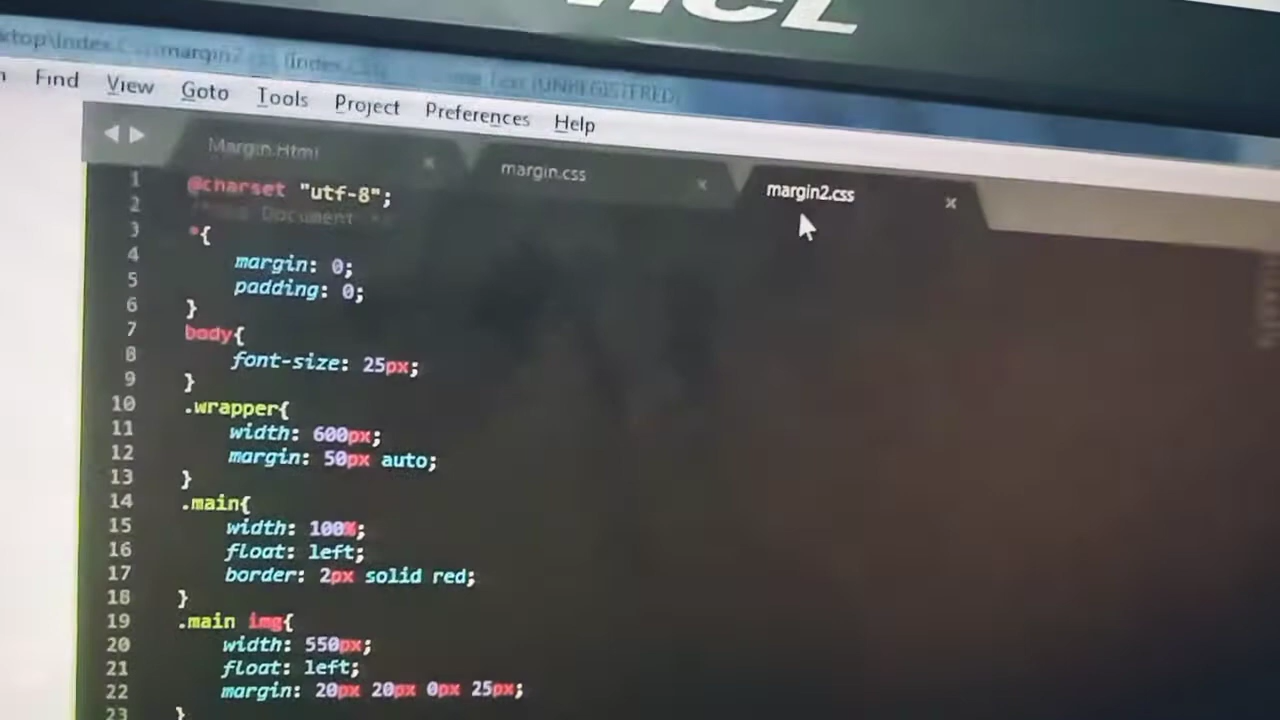 Find View Goto Tools Project Preferences Help
Margin.Html margin.css margin2.css
1 @charset "utf-8";
2 Document
3 *{
4 margin: 0;
5 padding: 0;
6 }
7 body{
8 font-size: 25px;
9 }
10 .wrapper{
11 width: 600px;
12 margin: 50px auto;
13 }
14 .main{
15 width: 100%;
16 float: left;
17 border: 2px solid red;
18 }
19 .main img{
20 width: 550px;
21 float: left;
22 margin: 20px 20px 0px 25px;
23 }